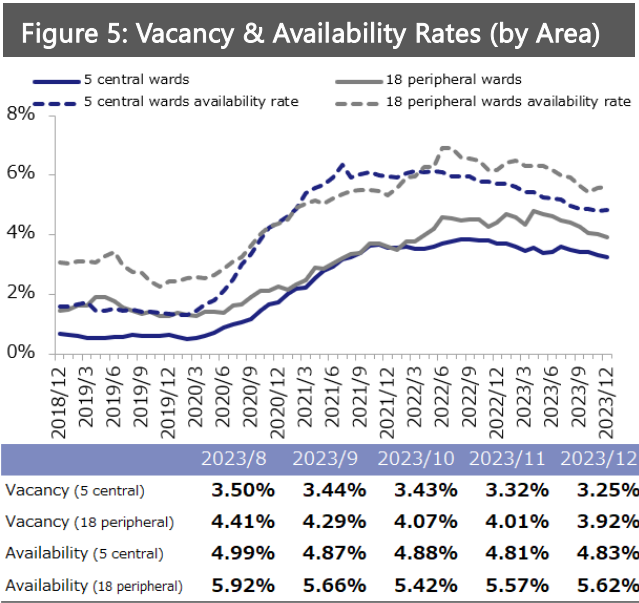 Figure 5: Vacancy & Availability Rates (by Area)
5 central wards
18 peripheral wards
5 central wards availability rate
18 peripheral wards availability rate
8%
6%
4%
2%
0%
2018/12
2019/3
2019/6
2019/9
2019/12
2020/3
2020/6
2020/9
2020/12
2021/3
2021/6
2021/9
2021/12
2022/3
2022/6
2022/9
2022/12
2023/3
2023/6
2023/9
2023/12
2023/8 2023/9 2023/10 2023/11 2023/12
Vacancy (5 central) 3.50% 3.44% 3.43% 3.32% 3.25%
Vacancy (18 peripheral) 4.41% 4.29% 4.07% 4.01% 3.92%
Availability (5 central) 4.99% 4.87% 4.88% 4.81% 4.83%
Availability (18 peripheral) 5.92% 5.66% 5.42% 5.57% 5.62%